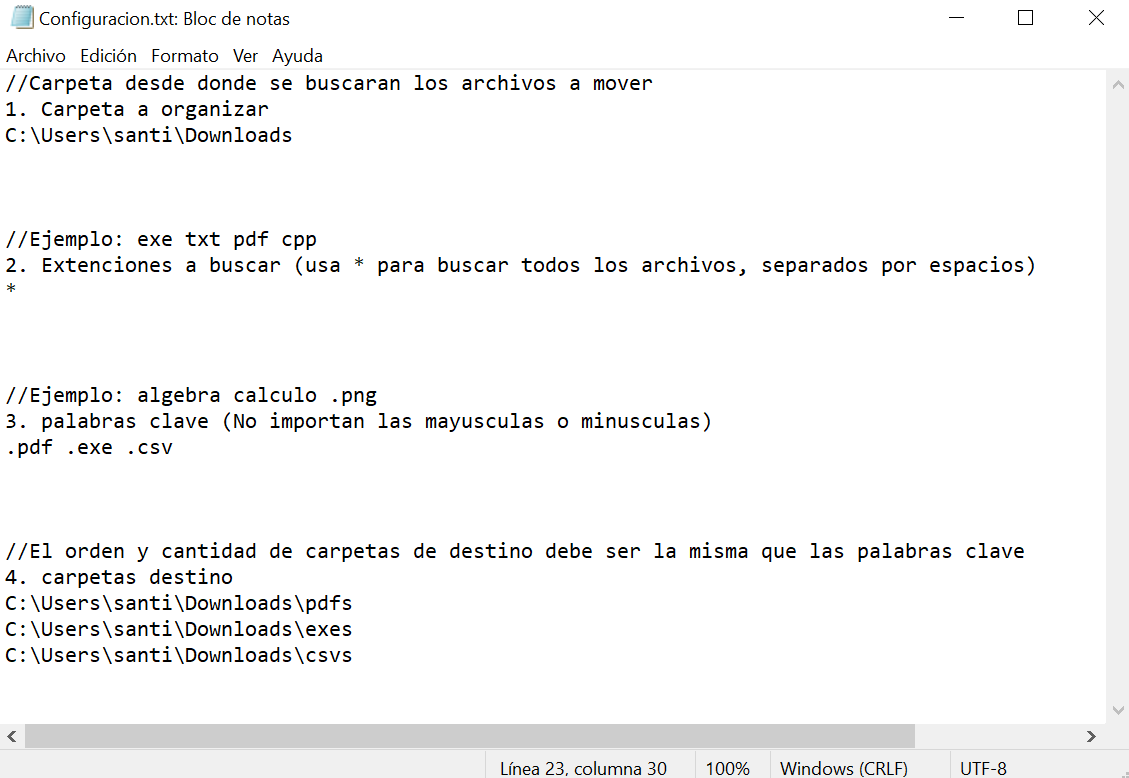 Configuracion.txt: Bloc de notas
Archivo Edición Formato Ver Ayuda
//Carpeta desde donde se buscaran los archivos a mover
1. Carpeta a organizar
C:\Users\santi\Downloads
//Ejemplo: exe txt pdf cpp
2. Extenciones a buscar (usa * para buscar todos los archivos, separados por espacios)
*
//Ejemplo: algebra calculo .png
3. palabras clave (No importan las mayusculas o minusculas)
.pdf .exe .csv
//El orden y cantidad de carpetas de destino debe ser la misma que las palabras clave
4. carpetas destino
C:\Users\santi\Downloads\pdfs
C:\Users\santi\Downloads\exes
C:\Users\santi\Downloads\csvs
Línea 23, columna 30 100% Windows (CRLF) UTF-8